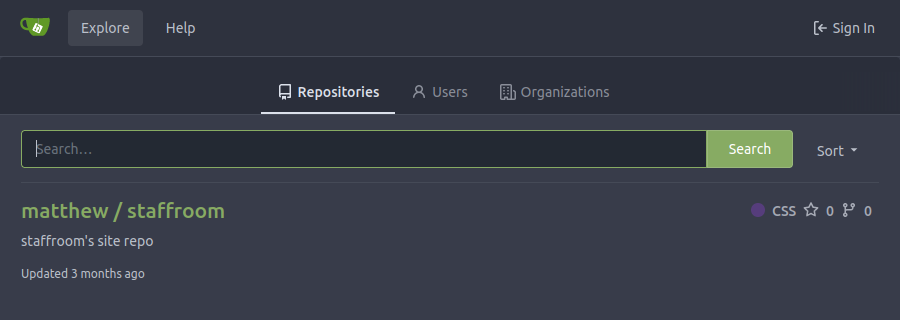 Explore Help Sign In
Repositories Users Organizations
Search... Search Sort
matthew / staffroom CSS 0 0
staffroom's site repo
Updated 3 months ago